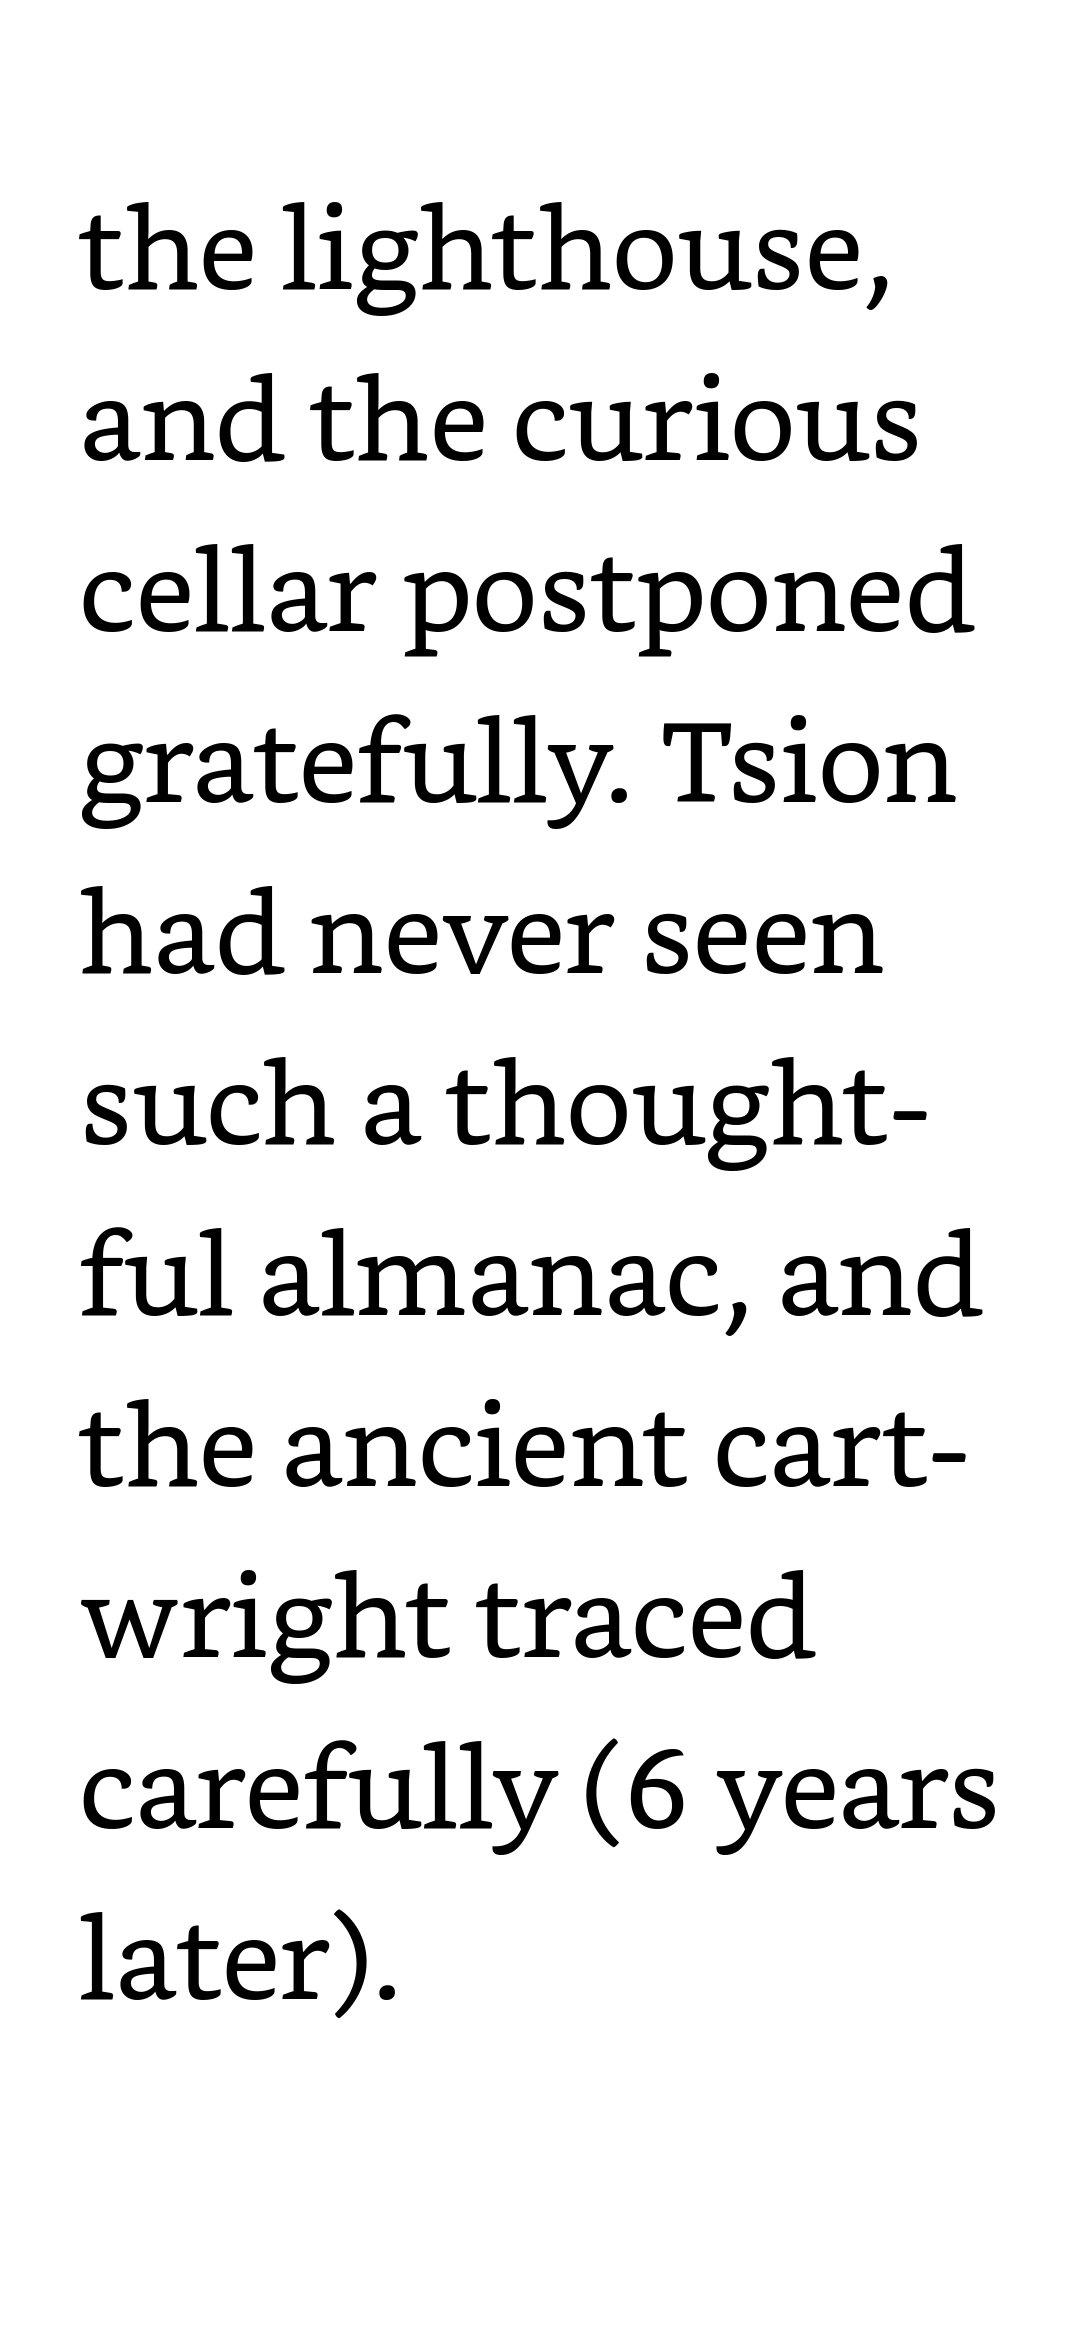 the lighthouse,
and the curious
cellar postponed
gratefully. Tsion
had never seen
such a thought-
ful almanac, and
the ancient cart-
wright traced
carefully (6 years
later).